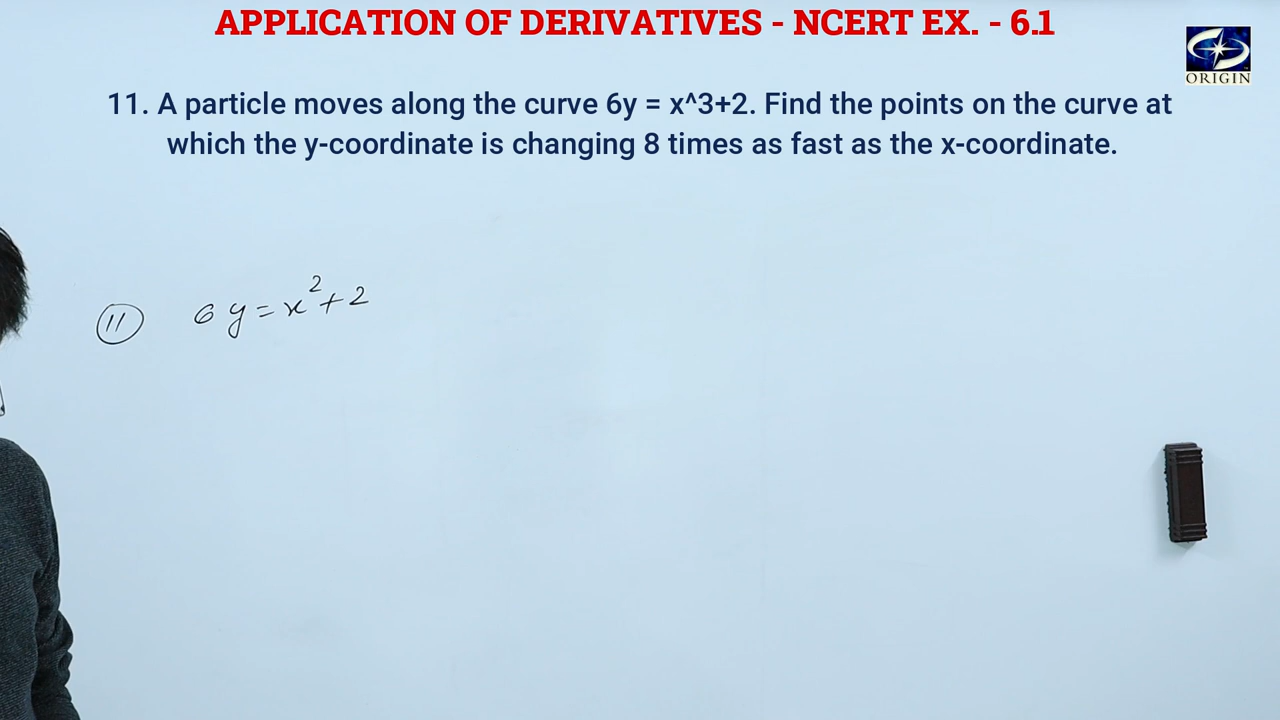 APPLICATION OF DERIVATIVES - NCERT EX. - 6.1
ORIGIN
11. A particle moves along the curve 6y = x^3+2. Find the points on the curve at
which the y-coordinate is changing 8 times as fast as the x-coordinate.
11 6y = x² + 2